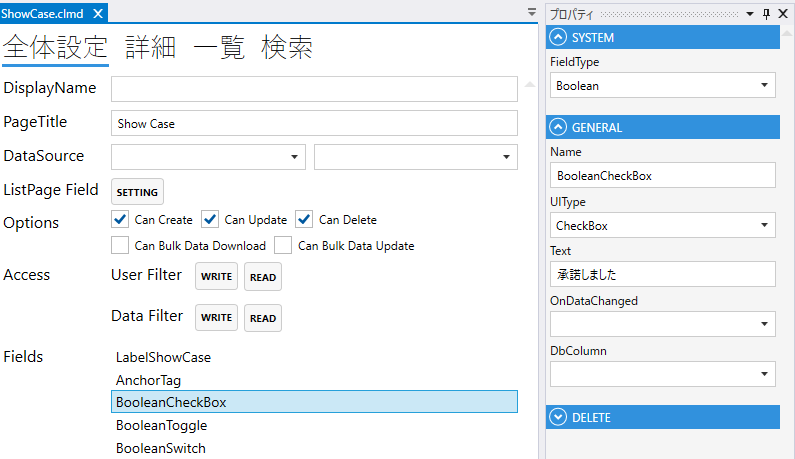 ShowCase.clmd
全体設定 詳細 一覧 検索
DisplayName
PageTitle Show Case
DataSource
ListPage Field SETTING
Options Can Create Can Update Can Delete
Can Bulk Data Download Can Bulk Data Update
Access User Filter WRITE READ
Data Filter WRITE READ
Fields LabelShowCase
AnchorTag
BooleanCheckBox
BooleanToggle
BooleanSwitch
プロパティ
SYSTEM
FieldType
Boolean
GENERAL
Name
BooleanCheckBox
UIType
CheckBox
Text
承諾しました
OnDataChanged
DbColumn
DELETE